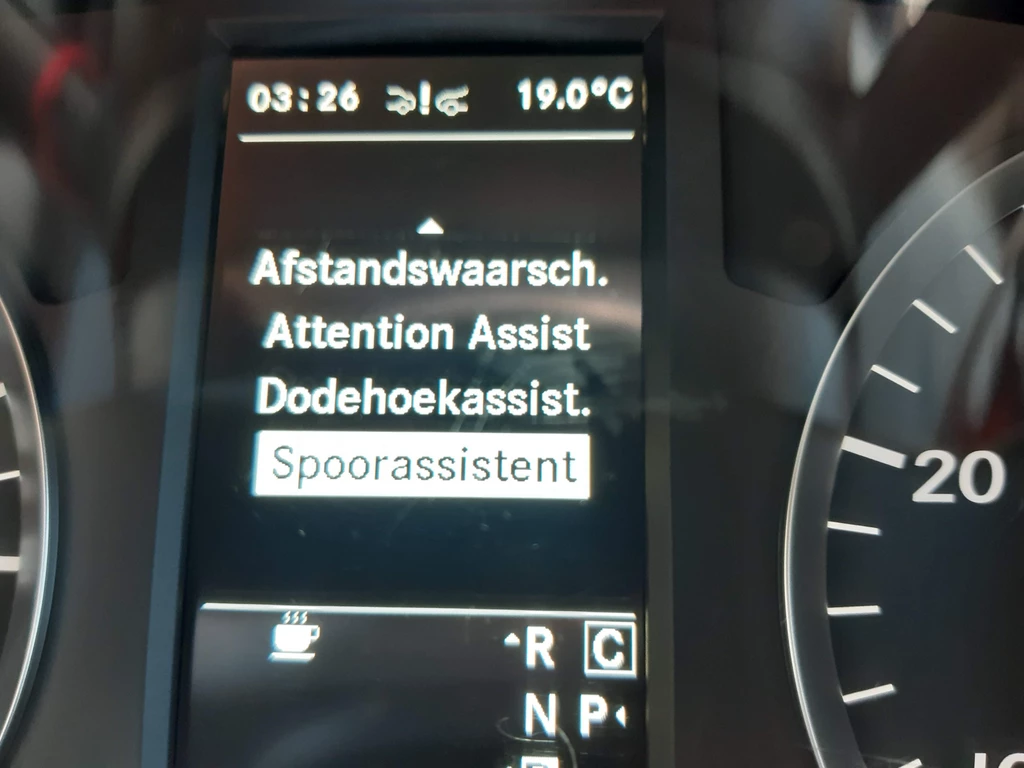 03:26 19.0°C
Afstandswaarsch.
Attention Assist
Dodehoekassist.
Spoorassistent
20
R C
N P